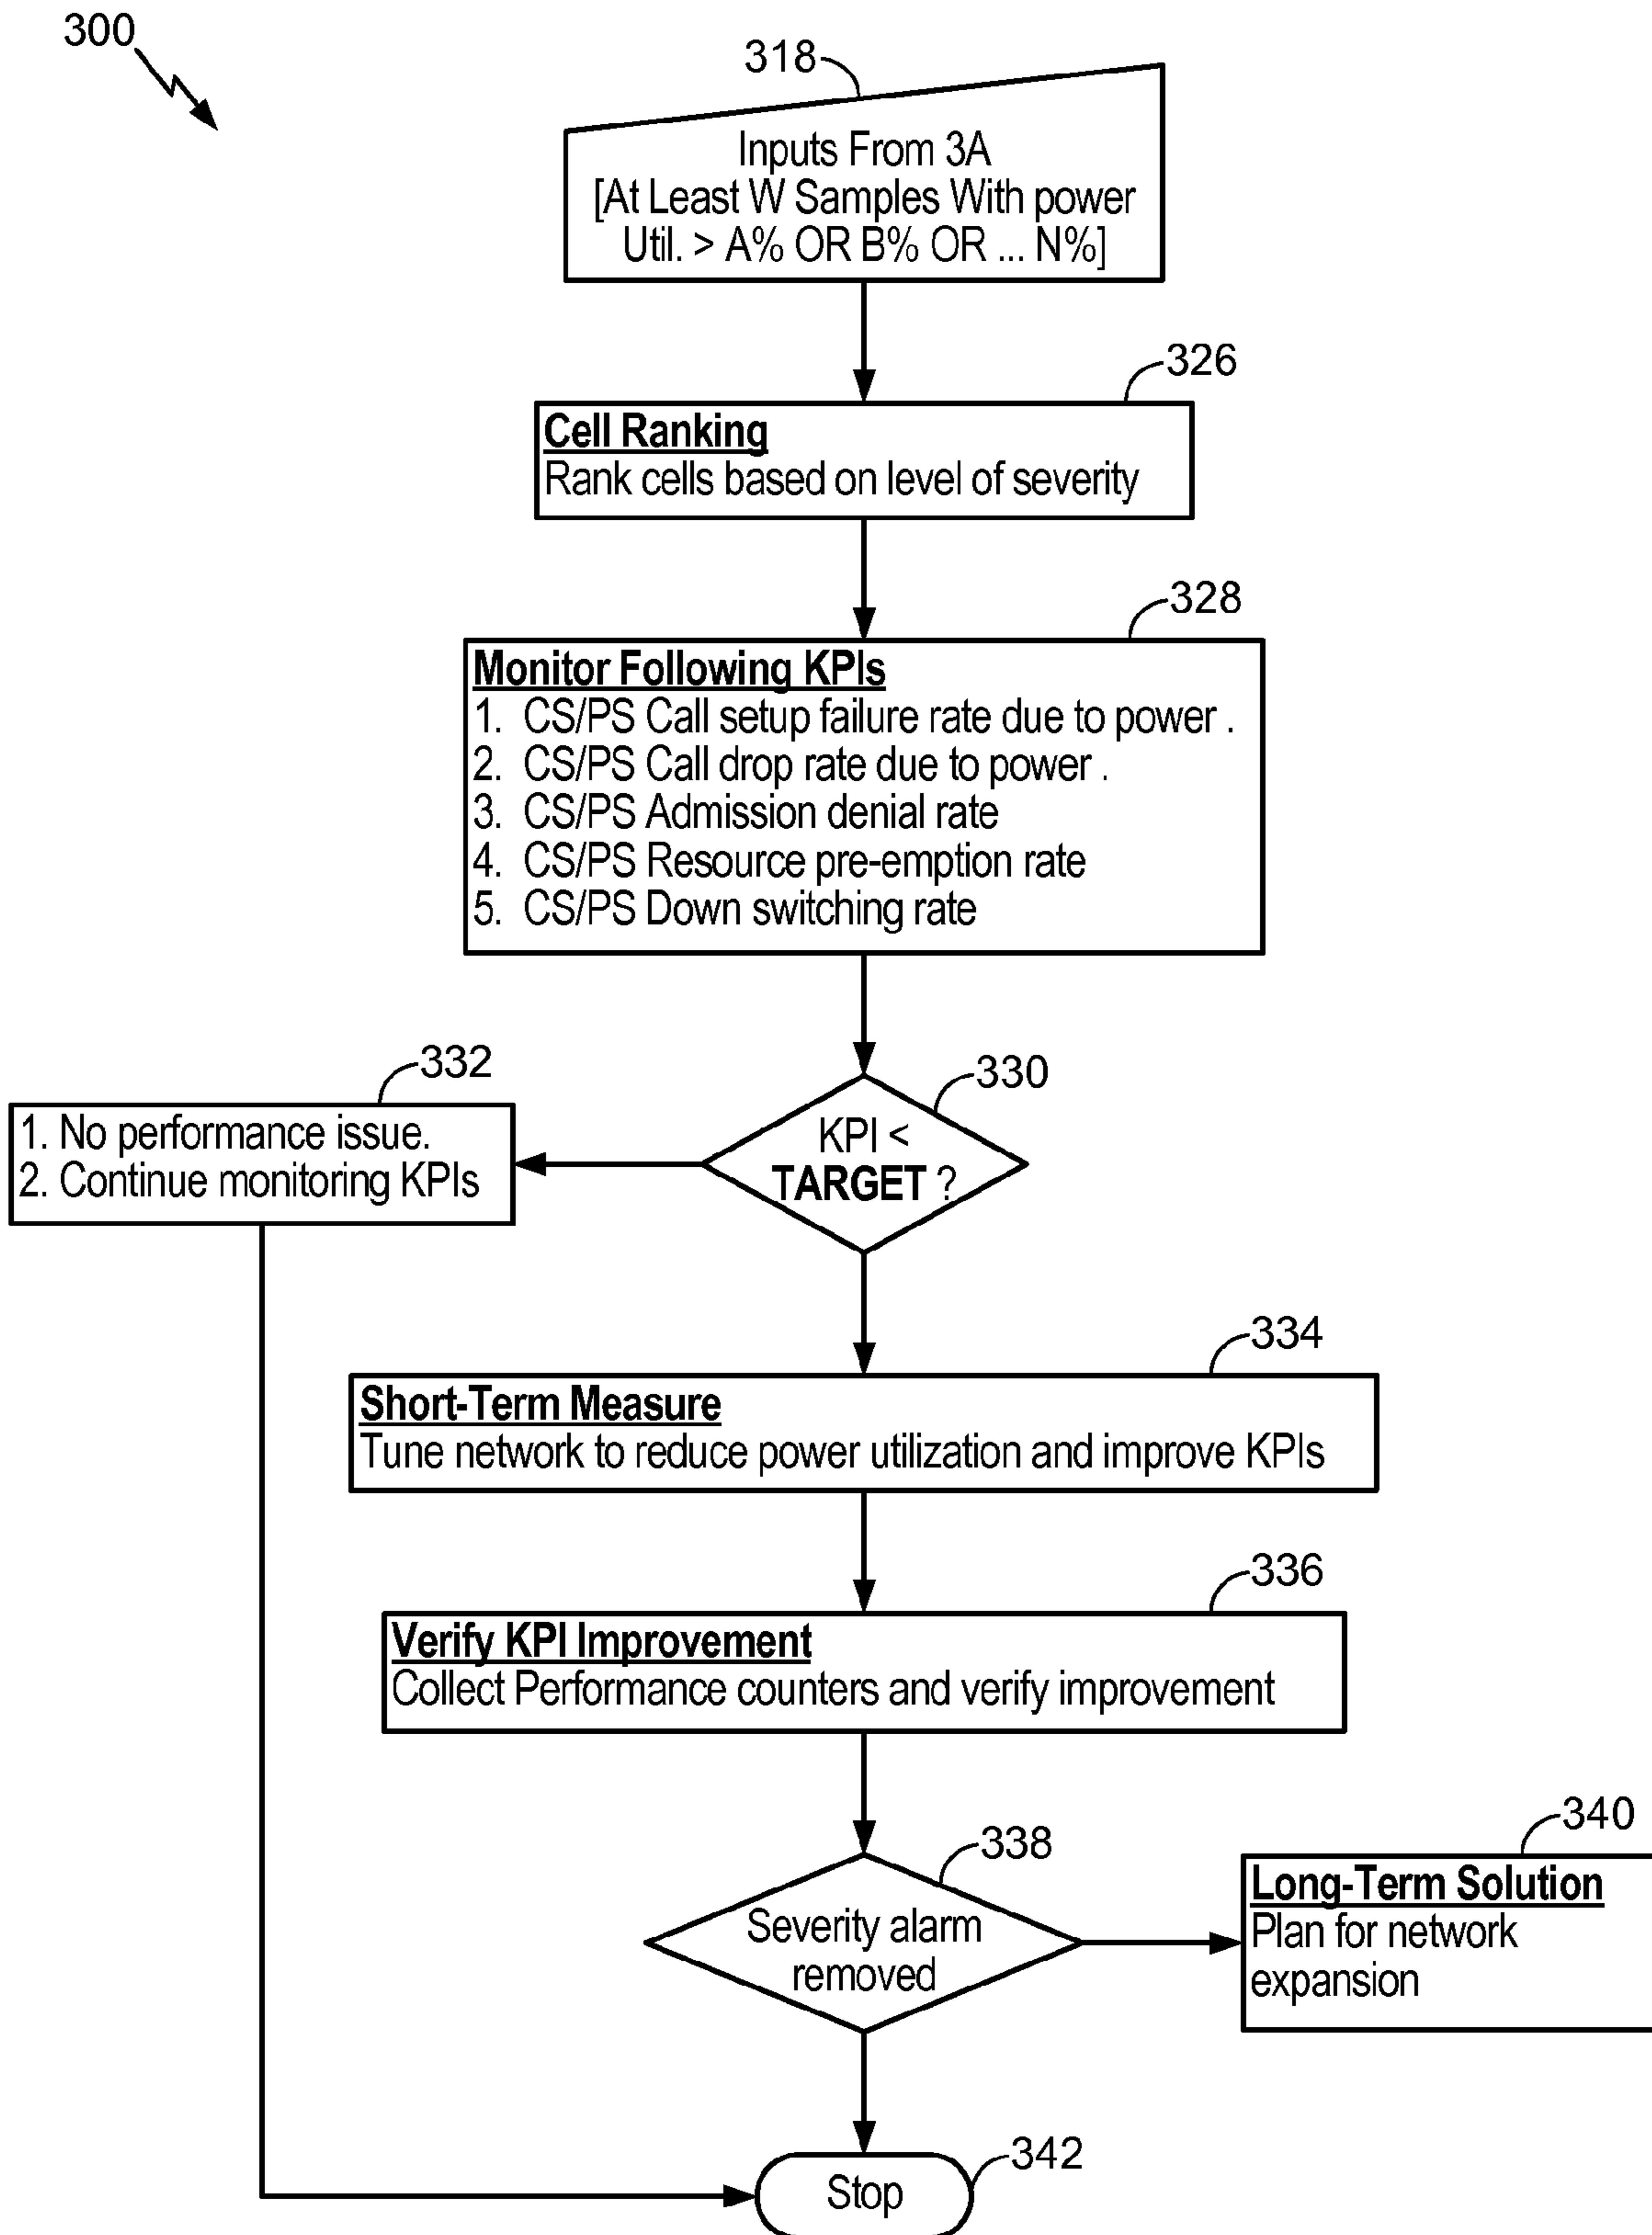 300
318
Inputs From 3A
[At Least W Samples With power
Util. > A% OR B% OR ... N%]
326
Cell Ranking
Rank cells based on level of severity
328
Monitor Following KPIs
1. CS/PS Call setup failure rate due to power .
2. CS/PS Call drop rate due to power .
3. CS/PS Admission denial rate
4. CS/PS Resource pre-emption rate
5. CS/PS Down switching rate
332
1. No performance issue.
2. Continue monitoring KPIs
330
KPI <
TARGET ?
334
Short-Term Measure
Tune network to reduce power utilization and improve KPIs
336
Verify KPI Improvement
Collect Performance counters and verify improvement
338
Severity alarm
removed
340
Long-Term Solution
Plan for network
expansion
342
Stop